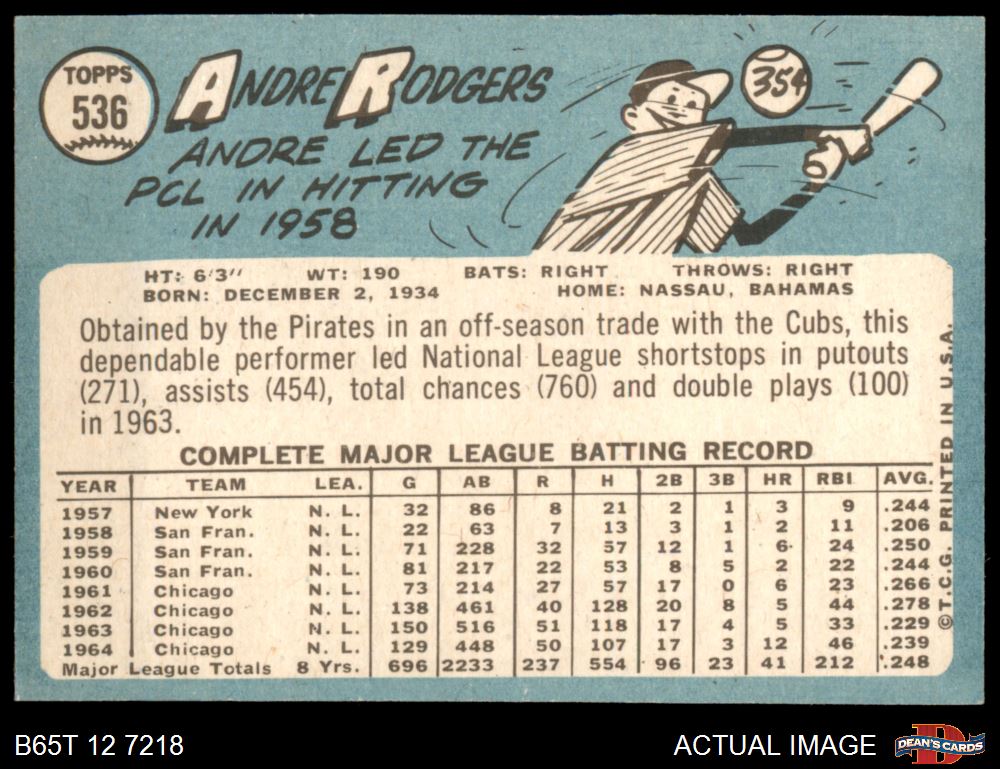 TOPPS
536
ANDRE RODGERS
ANDRE LED THE
PCL IN HITTING
IN 1958
354
HT: 6'3" WT: 190 BATS: RIGHT THROWS: RIGHT
BORN: DECEMBER 2, 1934 HOME: NASSAU, BAHAMAS
Obtained by the Pirates in an off-season trade with the Cubs, this
dependable performer led National League shortstops in putouts
(271), assists (454), total chances (760) and double plays (100)
in 1963.
COMPLETE MAJOR LEAGUE BATTING RECORD
YEAR TEAM LEA. G AB R H 2B 3B HR RBI AVG.
1957 New York N. L. 32 86 8 21 2 1 3 9 .244
1958 San Fran. N. L. 22 63 7 13 3 1 2 11 .206
1959 San Fran. N. L. 71 228 32 57 12 1 6 24 .250
1960 San Fran. N. L. 81 217 22 53 8 5 2 22 .244
1961 Chicago N. L. 73 214 27 57 17 0 6 23 .266
1962 Chicago N. L. 138 461 40 128 20 8 5 44 .278
1963 Chicago N. L. 150 516 51 118 17 4 5 33 .229
1964 Chicago N. L. 129 448 50 107 17 3 12 46 .239
Major League Totals 8 Yrs. 696 2233 237 554 96 23 41 212 .248
©T.C.G. PRINTED IN U.S.A.
B65T 12 7218
ACTUAL IMAGE
D
DEAN'S CARDS